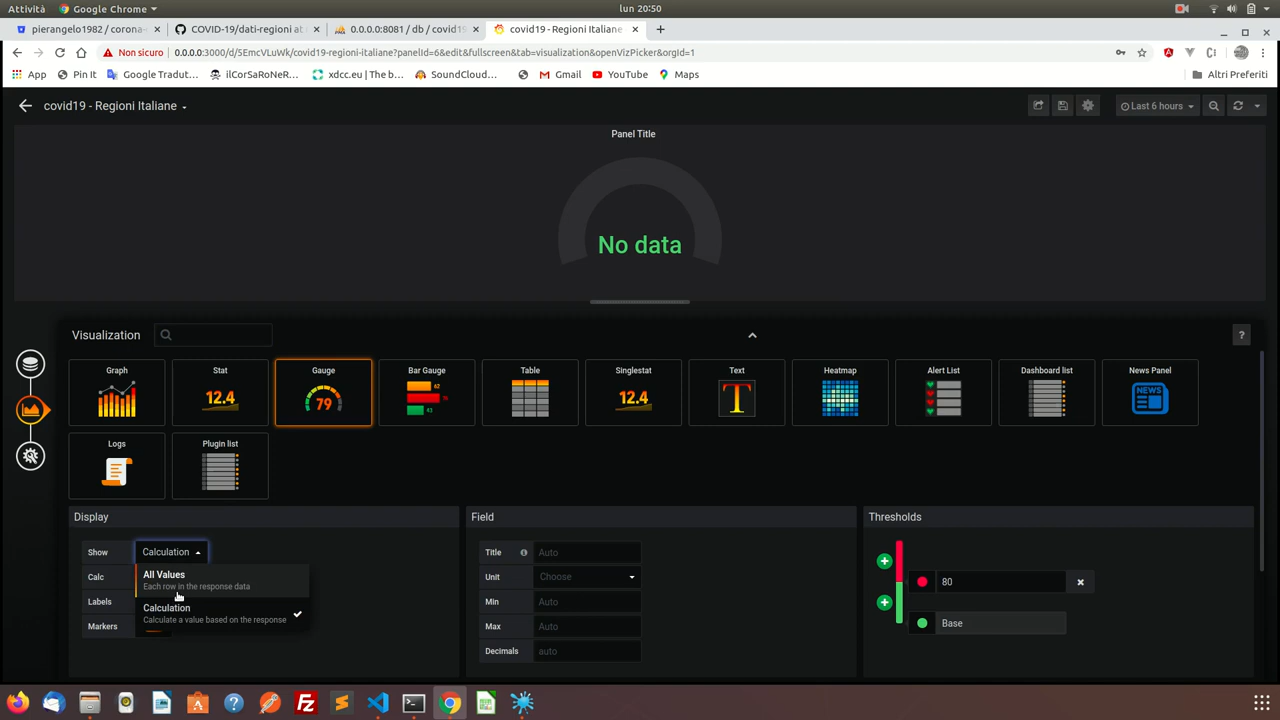 Attività
Google Chrome
lun 20:50
pierangelo1982 / corona-
COVID-19/dati-regioni at
0.0.0.0:8081 / db / covid19
covid19 - Regioni Italiane
Non sicuro
0.0.0.0:3000/d/5EmcVLuWk/covid19-regioni-italiane?panelId=6&edit&fullscreen&tab=visualization&openVizPicker&orgId=1
App
Pin It
Google Tradut...
ilCorSaRoNeR...
xdcc.eu | The b...
SoundCloud...
Gmail
YouTube
Maps
Altri Preferiti
covid19 - Regioni Italiane
Last 6 hours
Panel Title
No data
Visualization
?
Graph
Stat
12.4
Gauge
79
Bar Gauge
62
43
Table
Singlestat
12.4
Text
T
Heatmap
Alert List
Dashboard list
News Panel
NEWS
Logs
Plugin list
Display
Show
Calculation
Calc
Labels
Markers
All Values
Each row in the response data
Calculation
Calculate a value based on the response
Field
Title
Auto
Unit
Choose
Min
Auto
Max
Auto
Decimals
auto
Thresholds
80
Base